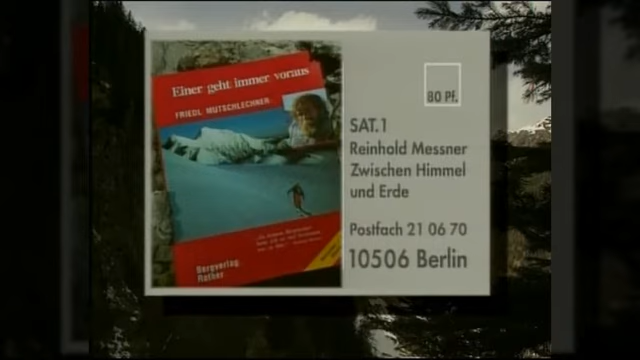 Einer geht immer voraus
FRIEDL MUTSCHLECHNER
Bergverlag
Rother
80 Pf.
SAT.1
Reinhold Messner
Zwischen Himmel
und Erde
Postfach 21 06 70
10506 Berlin